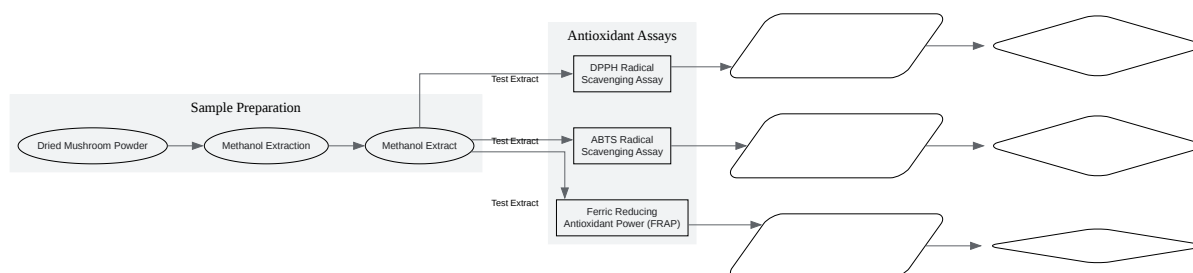 Antioxidant Assays
DPPH Radical
Scavenging Assay
Test Extract
Sample Preparation
Dried Mushroom Powder
Methanol Extraction
Methanol Extract
Test Extract
ABTS Radical
Scavenging Assay
Test Extract
Ferric Reducing
Antioxidant Power (FRAP)